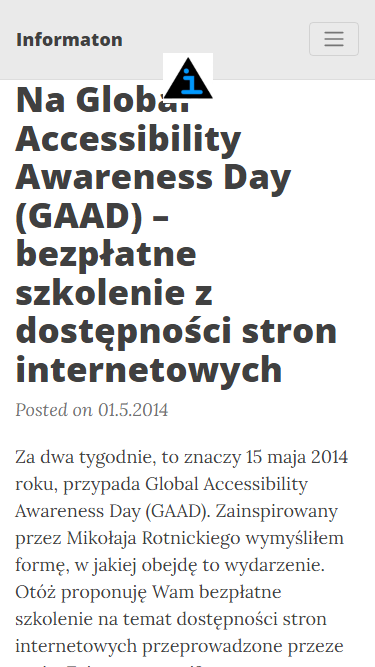 Informaton
Na Global
Accessibility
Awareness Day
(GAAD) –
bezpłatne
szkolenie z
dostępności stron
internetowych
Posted on 01.5.2014
Za dwa tygodnie, to znaczy 15 maja 2014
roku, przypada Global Accessibility
Awareness Day (GAAD). Zainspirowany
przez Mikołaja Rotnickiego wymyśliłem
formę, w jakiej obejdę to wydarzenie.
Otóż proponuję Wam bezpłatne
szkolenie na temat dostępności stron
internetowych przeprowadzone przeze